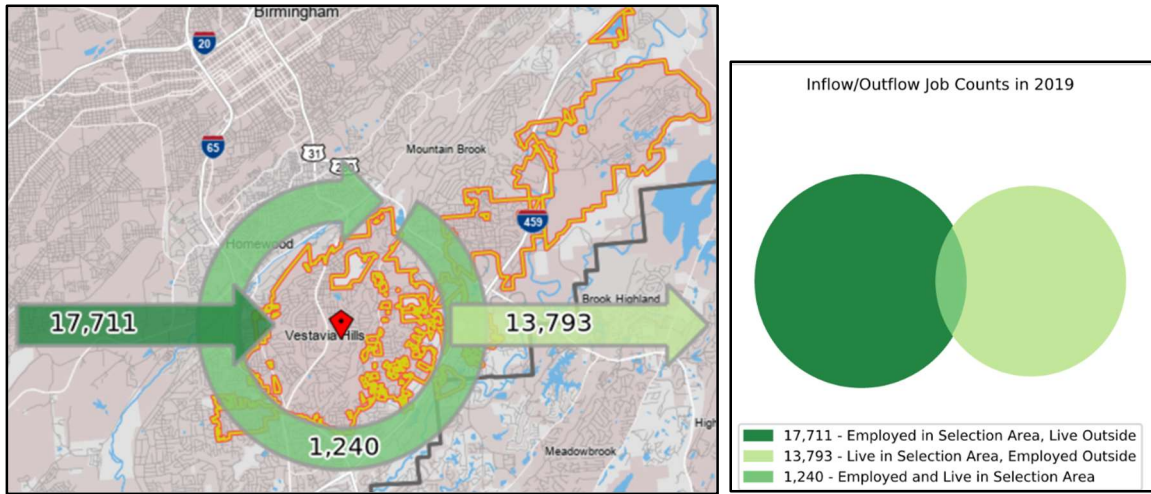 Birmingham
20
65
31
Mountain Brook
459
Homewood
Brook Highland
17,711
13,793
Vestavia Hills
1,240
Meadowbrook
Inflow/Outflow Job Counts in 2019
17,711 - Employed in Selection Area, Live Outside
13,793 - Live in Selection Area, Employed Outside
1,240 - Employed and Live in Selection Area